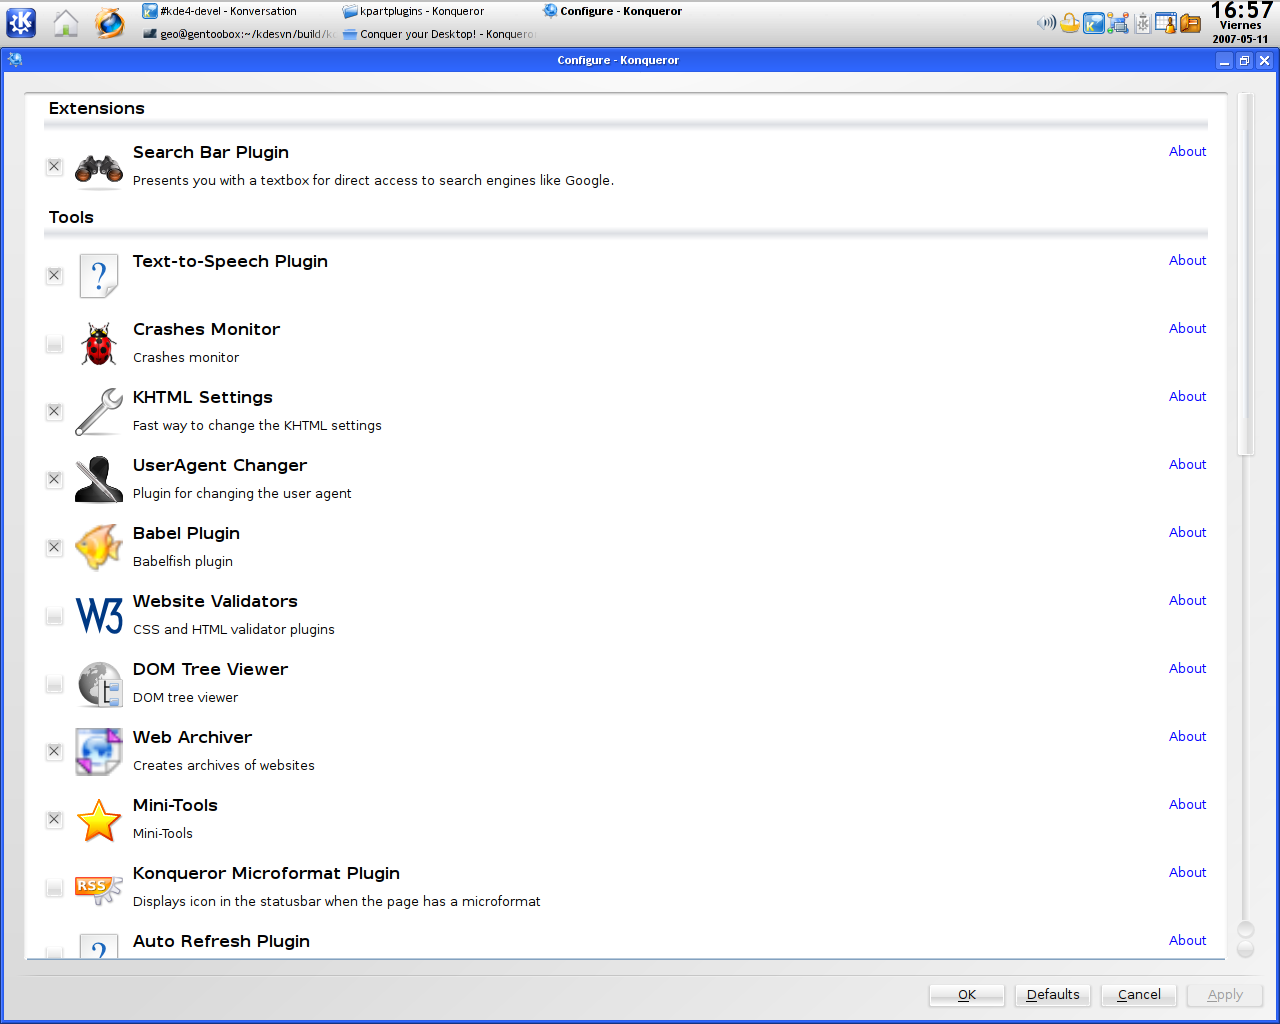 #kde4-devel - Konversation
kpartplugins - Konqueror
Configure - Konqueror
geo@gentoobox:~/kdesvn/build/k
Conquer your Desktop! - Konqueror
16:57
Viernes
2007-05-11
Configure - Konqueror
Extensions
Search Bar Plugin
About
Presents you with a textbox for direct access to search engines like Google.
Tools
Text-to-Speech Plugin
About
Crashes Monitor
About
Crashes monitor
KHTML Settings
About
Fast way to change the KHTML settings
UserAgent Changer
About
Plugin for changing the user agent
Babel Plugin
About
Babelfish plugin
W3
Website Validators
About
CSS and HTML validator plugins
DOM Tree Viewer
About
DOM tree viewer
Web Archiver
About
Creates archives of websites
Mini-Tools
About
Mini-Tools
RSS
Konqueror Microformat Plugin
About
Displays icon in the statusbar when the page has a microformat
Auto Refresh Plugin
About
OK
Defaults
Cancel
Apply